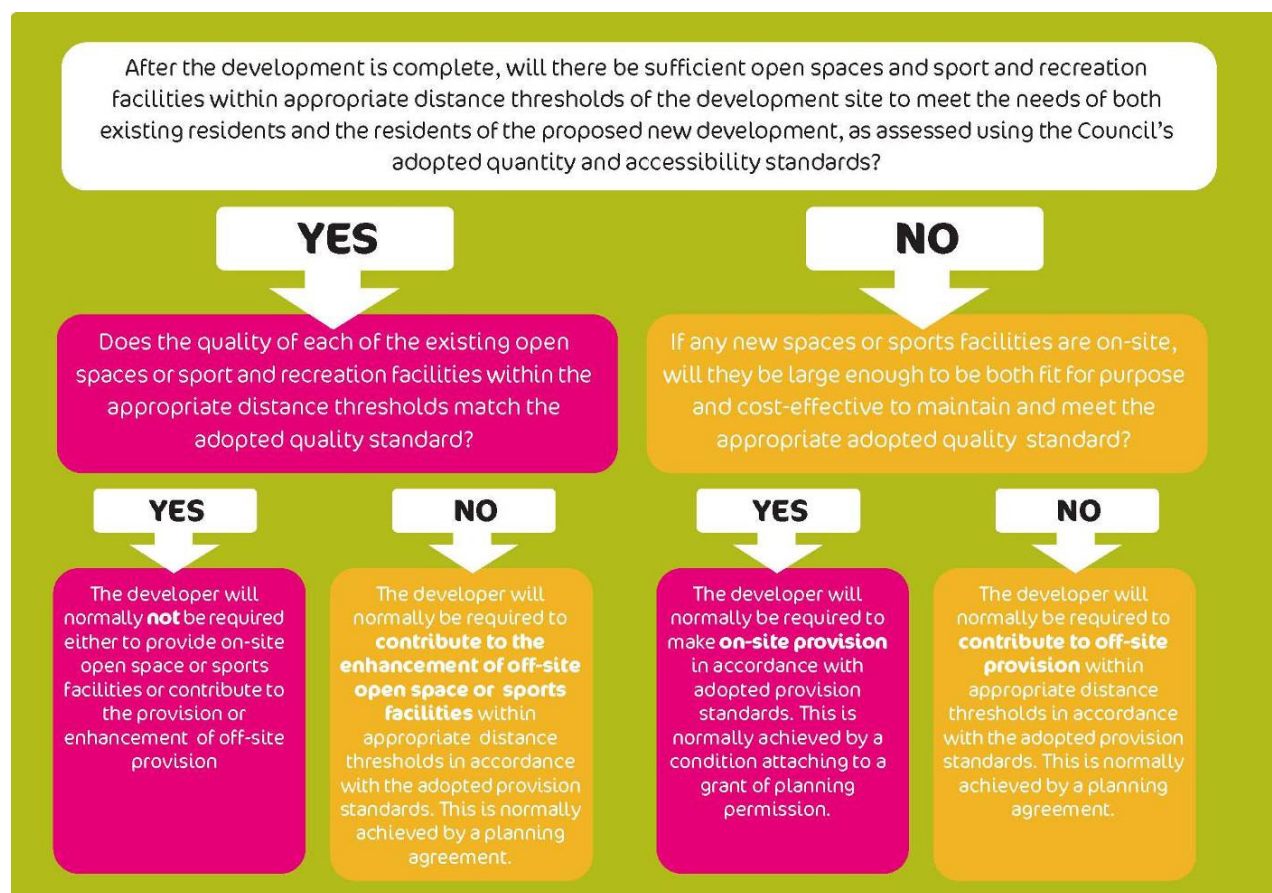 After the development is complete, will there be sufficient open spaces and sport and recreation
facilities within appropriate distance thresholds of the development site to meet the needs of both
existing residents and the residents of the proposed new development, as assessed using the Council's
adopted quantity and accessibility standards?
YES
NO
Does the quality of each of the existing open
spaces or sport and recreation facilities within the
appropriate distance thresholds match the
adopted quality standard?
If any new spaces or sports facilities are on-site,
will they be large enough to be both fit for purpose
and cost-effective to maintain and meet the
appropriate adopted quality standard?
YES
NO
YES
NO
The developer will
normally not be required
either to provide on-site
open space or sports
facilities or contribute to
the provision or
enhancement of off-site
provision
The developer will
normally be required to
contribute to the
enhancement of off-site
open space or sports
facilities within
appropriate distance
thresholds in accordance
with the adopted provision
standards. This is normally
achieved by a planning
agreement.
The developer will
normally be required to
make on-site provision
in accordance with
adopted provision
standards. This is
normally achieved by a
condition attaching to a
grant of planning
permission.
The developer will
normally be required to
contribute to off-site
provision within
appropriate distance
thresholds in accordance
with the adopted provision
standards. This is normally
achieved by a planning
agreement.